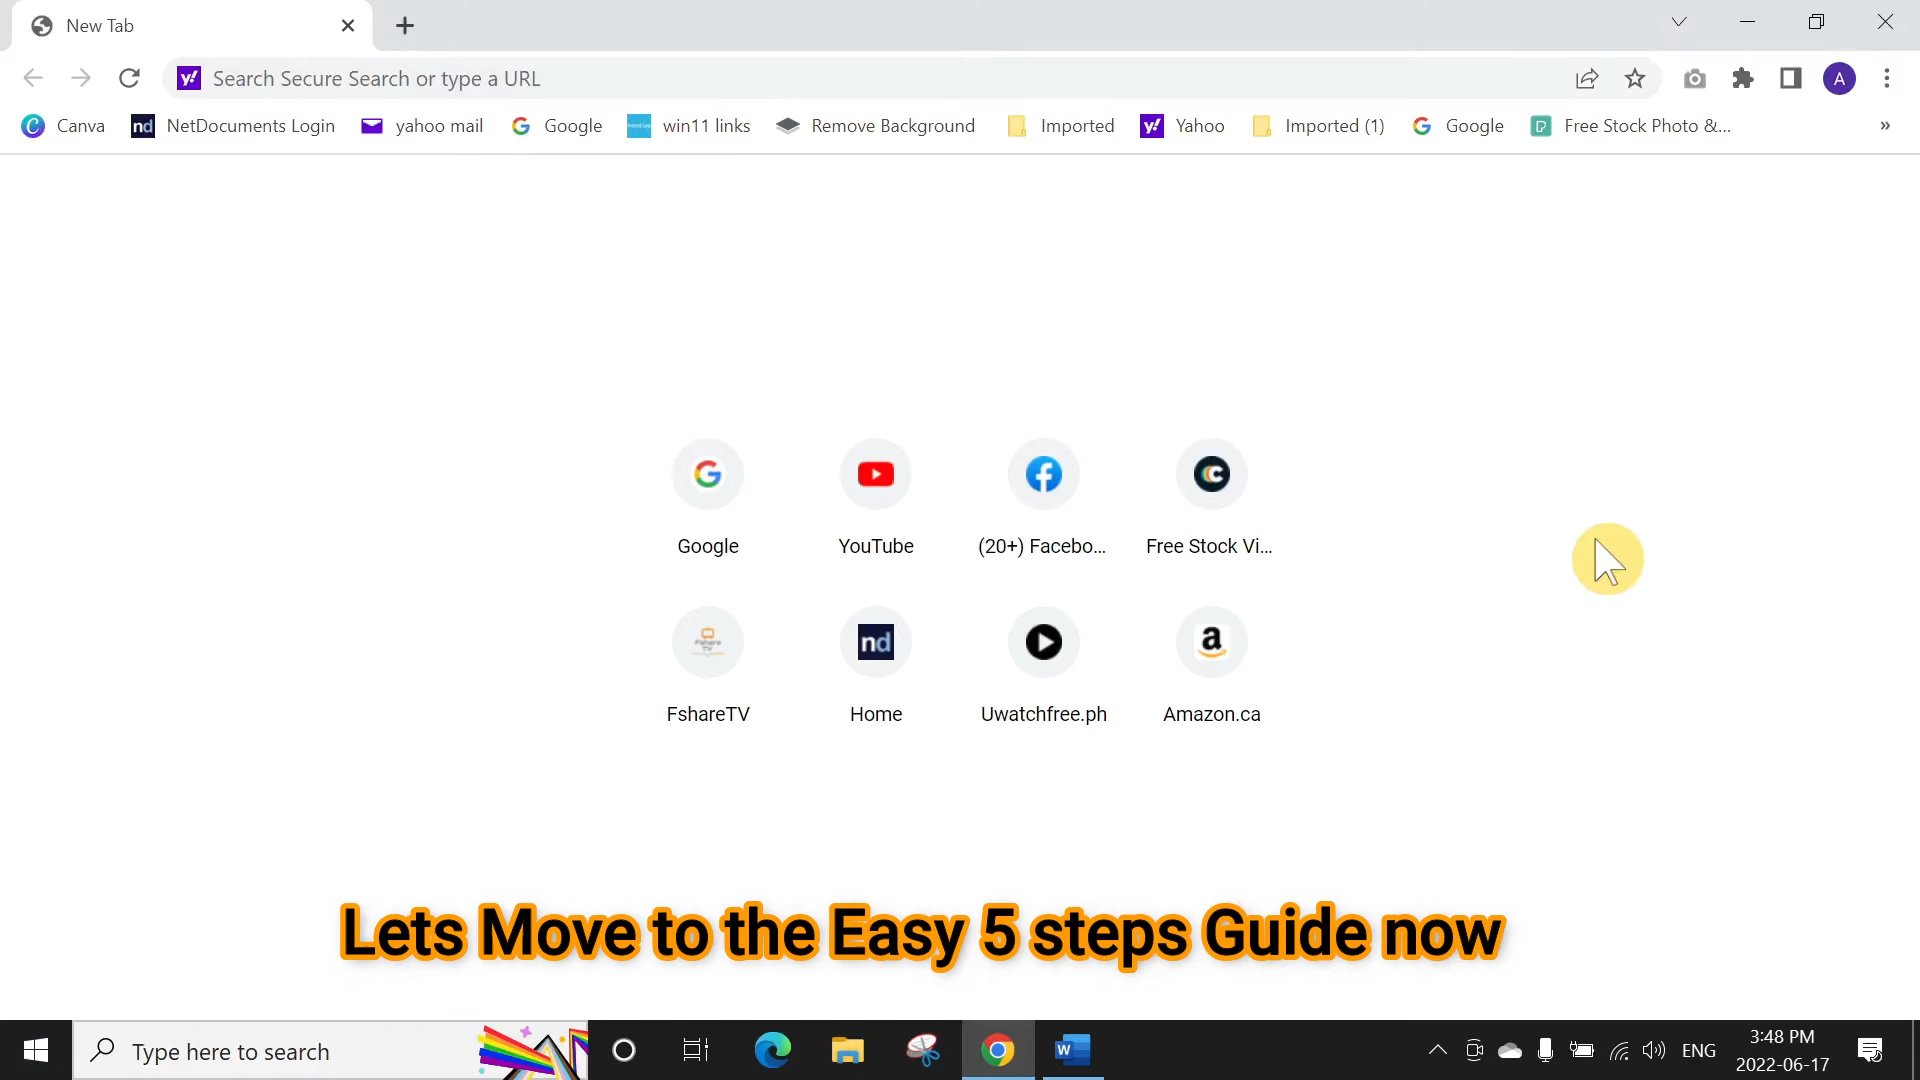 New Tab
Search Secure Search or type a URL
A
Canva nd NetDocuments Login yahoo mail Google win11 links Remove Background Imported y! Yahoo Imported (1) Google Free Stock Photo &...
Google YouTube (20+) Facebo... Free Stock Vi...
nd
FshareTV Home Uwatchfree.ph Amazon.ca
Lets Move to the Easy 5 steps Guide now
Type here to search
ENG
3:48 PM
2022-06-17